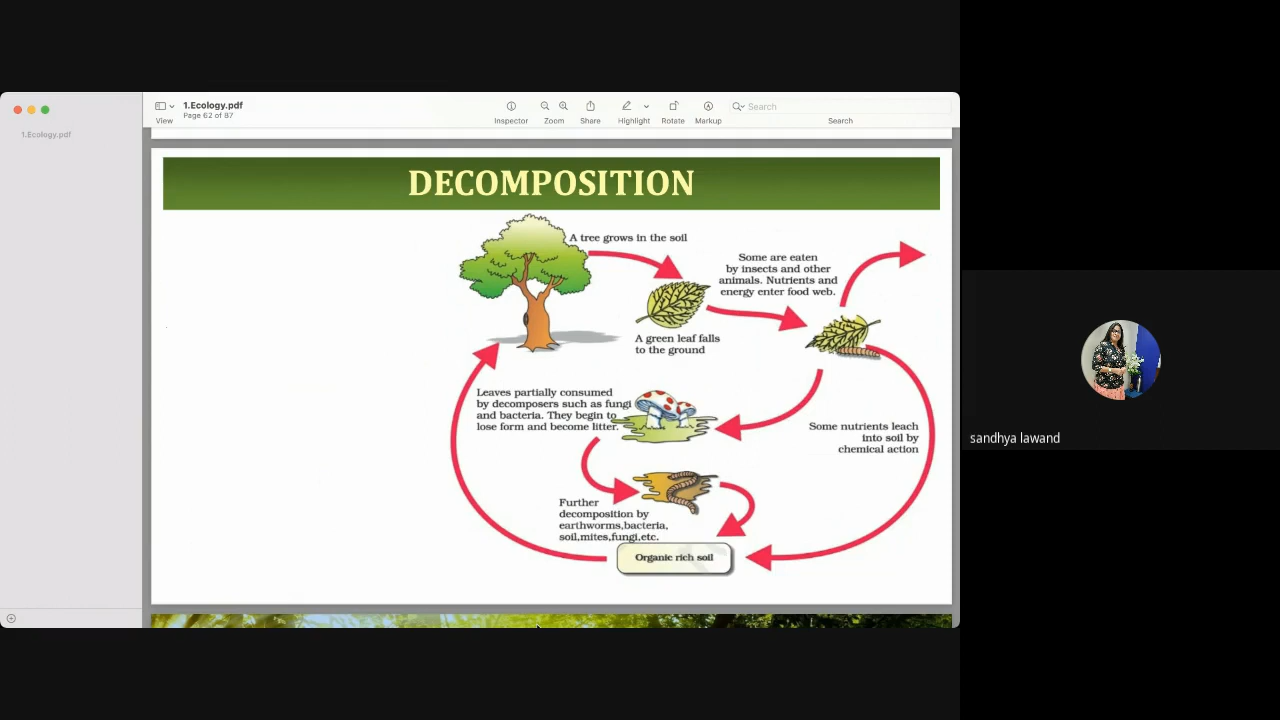 1.Ecology.pdf
Page 62 of 87
View
Inspector
Zoom
Share
Highlight
Rotate
Markup
Search
Search
1.Ecology.pdf
DECOMPOSITION
A tree grows in the soil
Some are eaten
by insects and other
animals. Nutrients and
energy enter food web.
A green leaf falls
to the ground
Leaves partially consumed
by decomposers such as fungi
and bacteria. They begin to
lose form and become litter.
Some nutrients leach
into soil by
chemical action
Further
decomposition by
earthworms,bacteria,
soil,mites,fungi,etc.
Organic rich soil
sandhya lawand